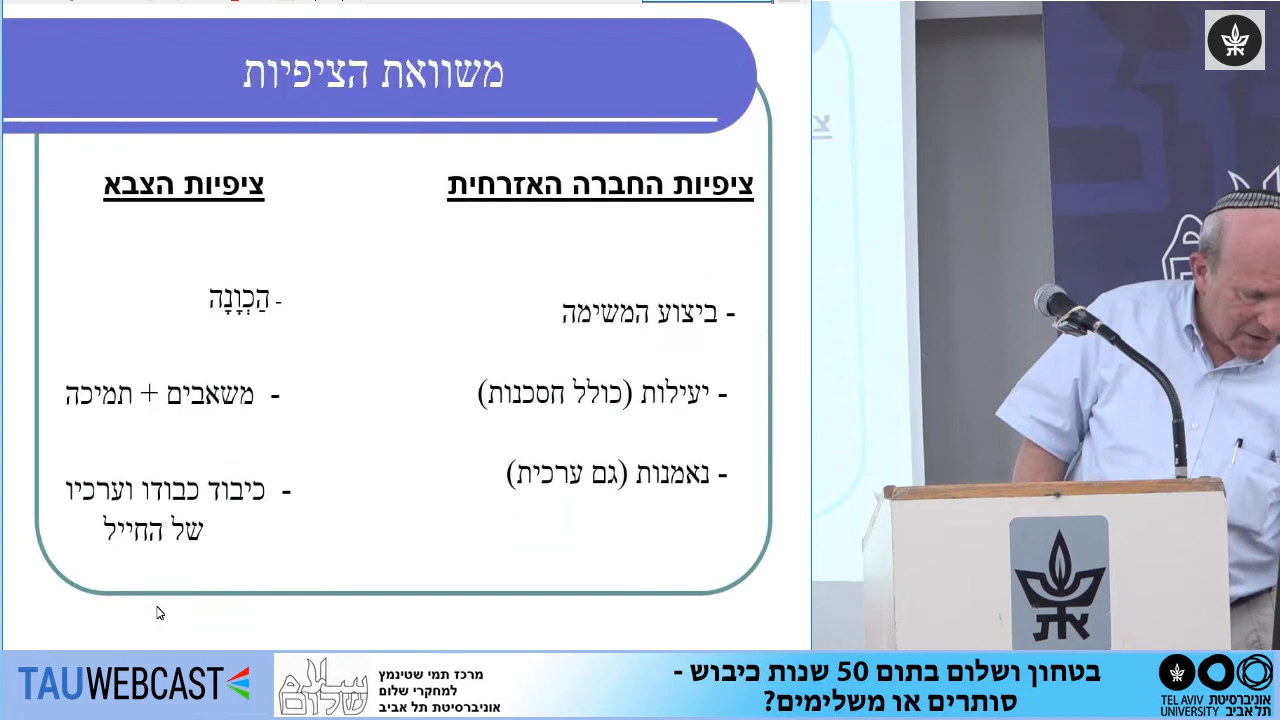 משוואת הציפיות
ציפיות החברה האזרחית
- ביצוע המשימה
- יעילות (כולל חסכנות)
- נאמנות (גם ערכית)
ציפיות הצבא
- הַכְוָנָה
- משאבים + תמיכה
- כיבוד כבודו וערכיו
של החייל
בטחון ושלום בתום 50 שנות כיבוש -
סותרים או משלימים?
מרכז תמי שטינמץ
למחקרי שלום
אוניברסיטת תל אביב
TAUWEBCAST
TEL AVIV אוניברסיטת
UNIVERSITY תל אביב